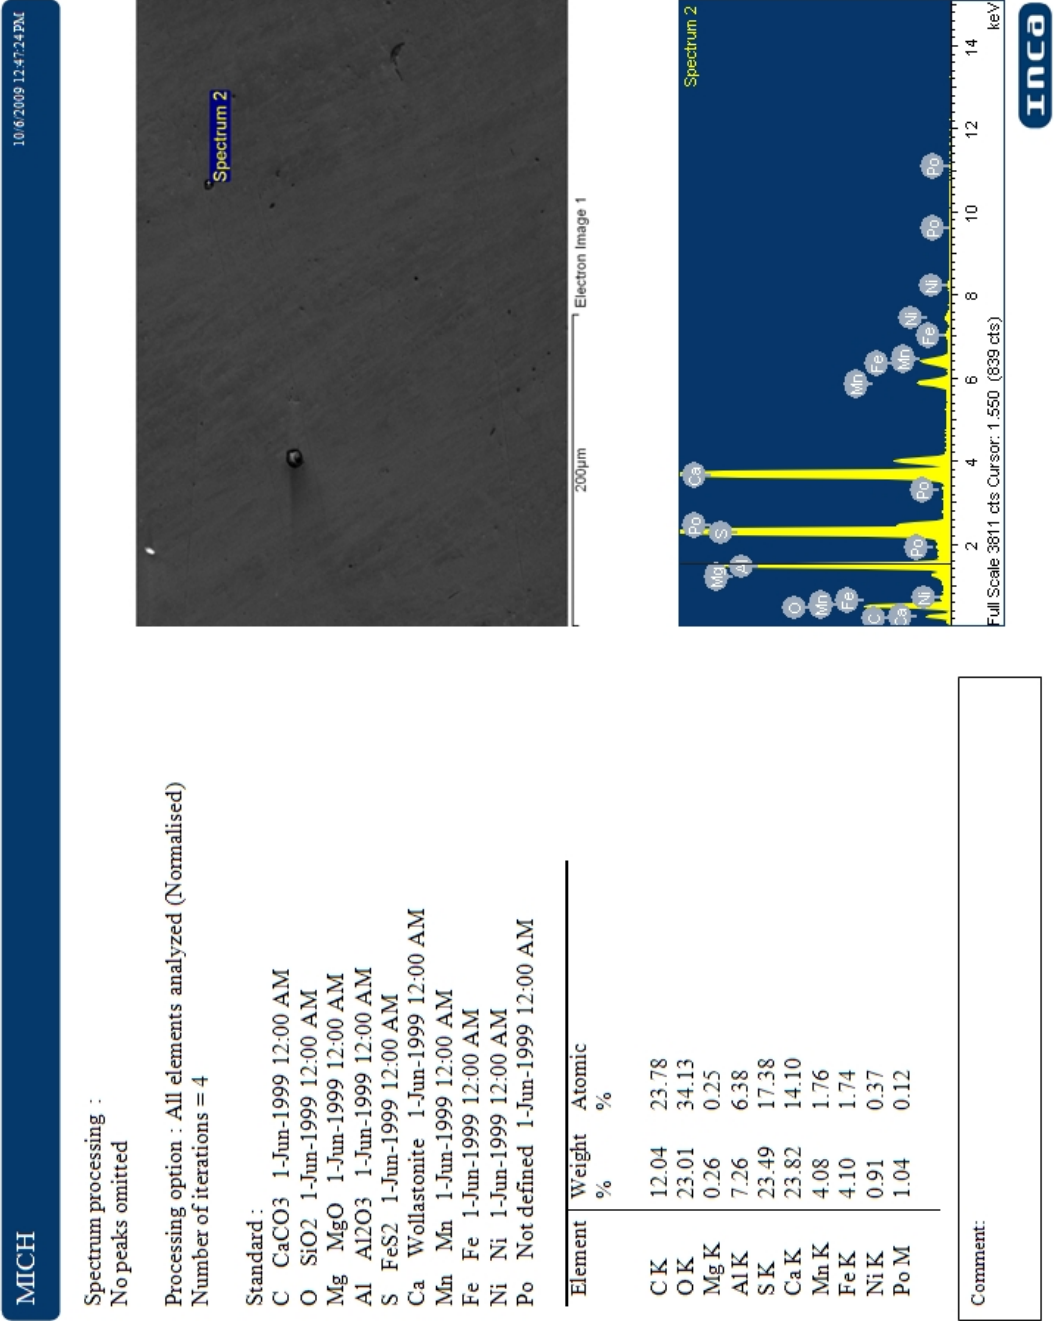 MICH
10/6/2009 12:47:24 PM
Spectrum processing :
No peaks omitted
Processing option : All elements analyzed (Normalised)
Number of iterations = 4
Standard :
C CaCO3 1-Jun-1999 12:00 AM
O SiO2 1-Jun-1999 12:00 AM
Mg MgO 1-Jun-1999 12:00 AM
Al Al2O3 1-Jun-1999 12:00 AM
S FeS2 1-Jun-1999 12:00 AM
Ca Wollastonite 1-Jun-1999 12:00 AM
Mn Mn 1-Jun-1999 12:00 AM
Fe Fe 1-Jun-1999 12:00 AM
Ni Ni 1-Jun-1999 12:00 AM
Po Not defined 1-Jun-1999 12:00 AM
Element Weight Atomic
% %
C K 12.04 23.78
O K 23.01 34.13
Mg K 0.26 0.25
Al K 7.26 6.38
S K 23.49 17.38
Ca K 23.82 14.10
Mn K 4.08 1.76
Fe K 4.10 1.74
Ni K 0.91 0.37
Po M 1.04 0.12
Comment:
Spectrum 2
200µm Electron Image 1
Spectrum 2
Po Ca
Mg S
Al
O
Mn Mn
Fe Fe
C Ni
Ca Po Po Mn Fe Ni Po Po
2 4 6 8 10 12 14
Full Scale 3811 cts Cursor: 1.550 (839 cts) keV
Inca